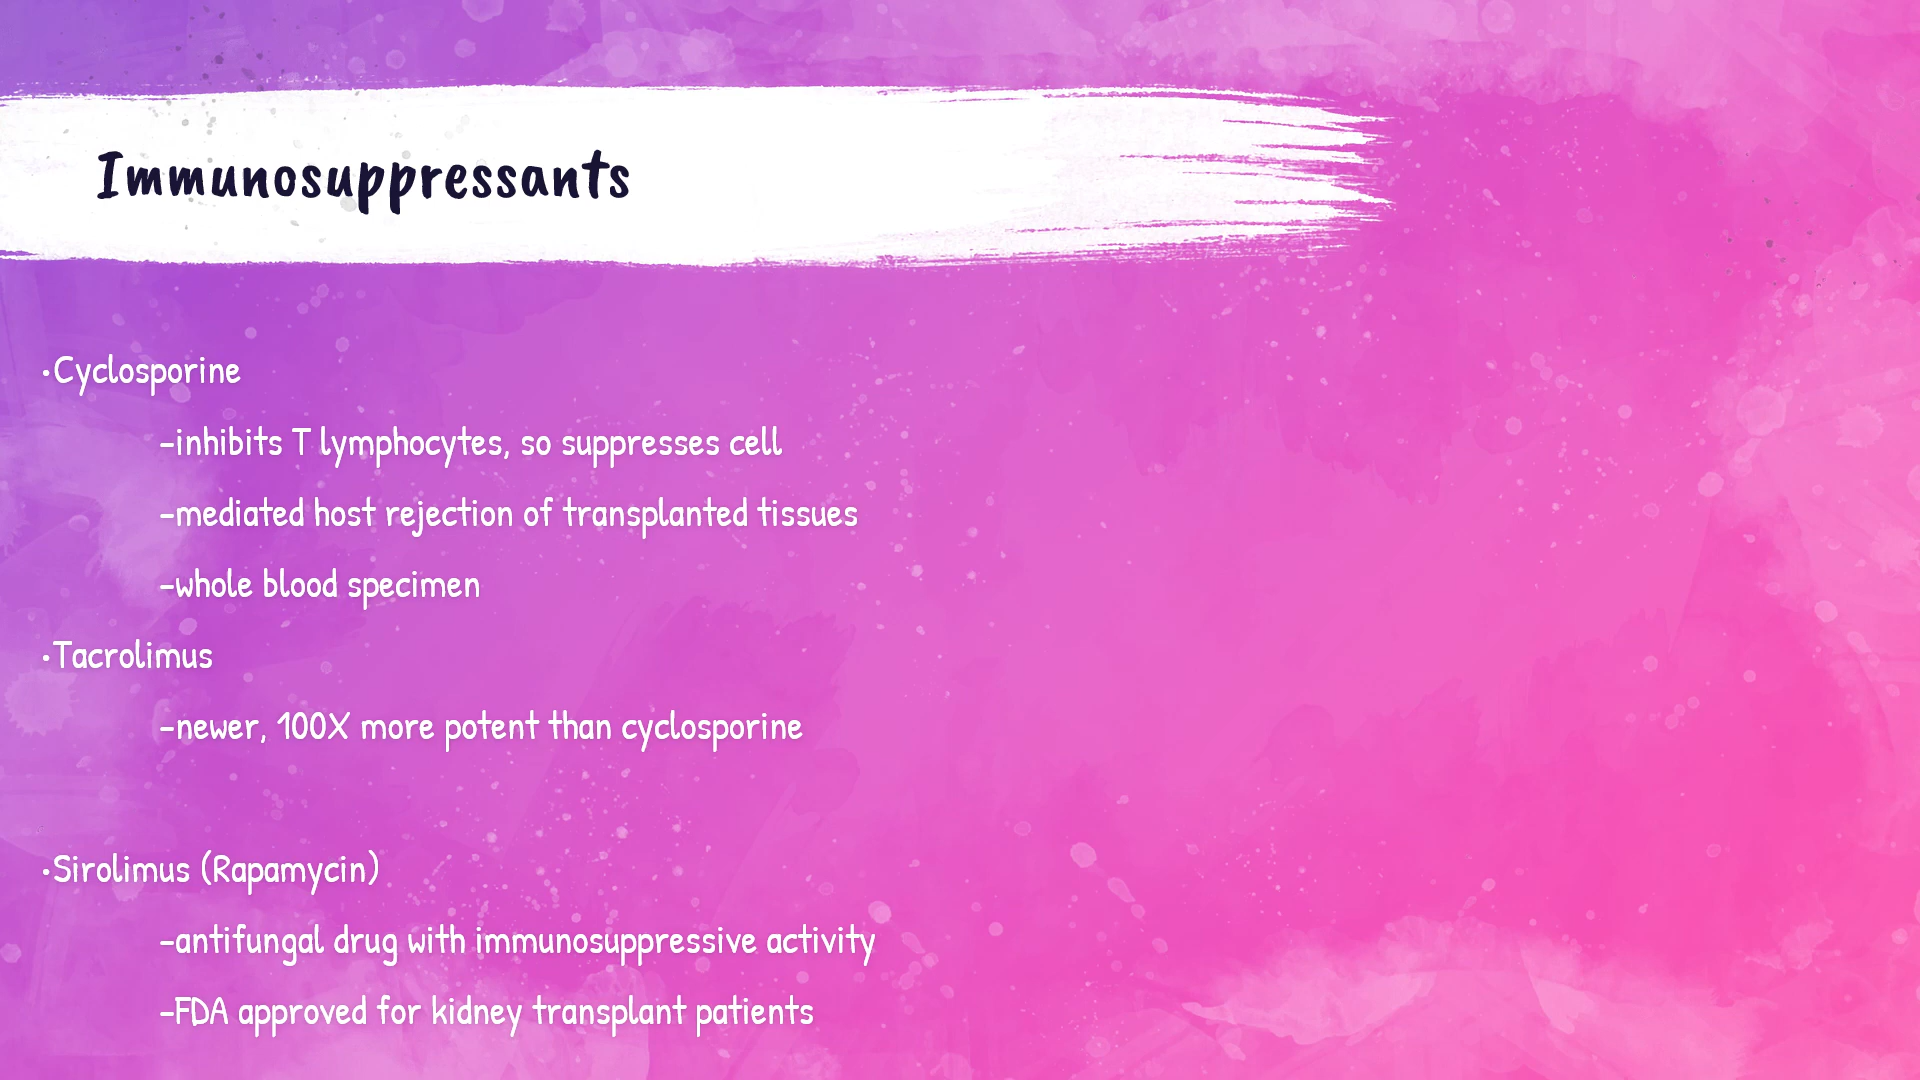 Immunosuppressants
•Cyclosporine
–inhibits T lymphocytes, so suppresses cell
–mediated host rejection of transplanted tissues
–whole blood specimen
•Tacrolimus
–newer, 100X more potent than cyclosporine
•Sirolimus (Rapamycin)
–antifungal drug with immunosuppressive activity
–FDA approved for kidney transplant patients